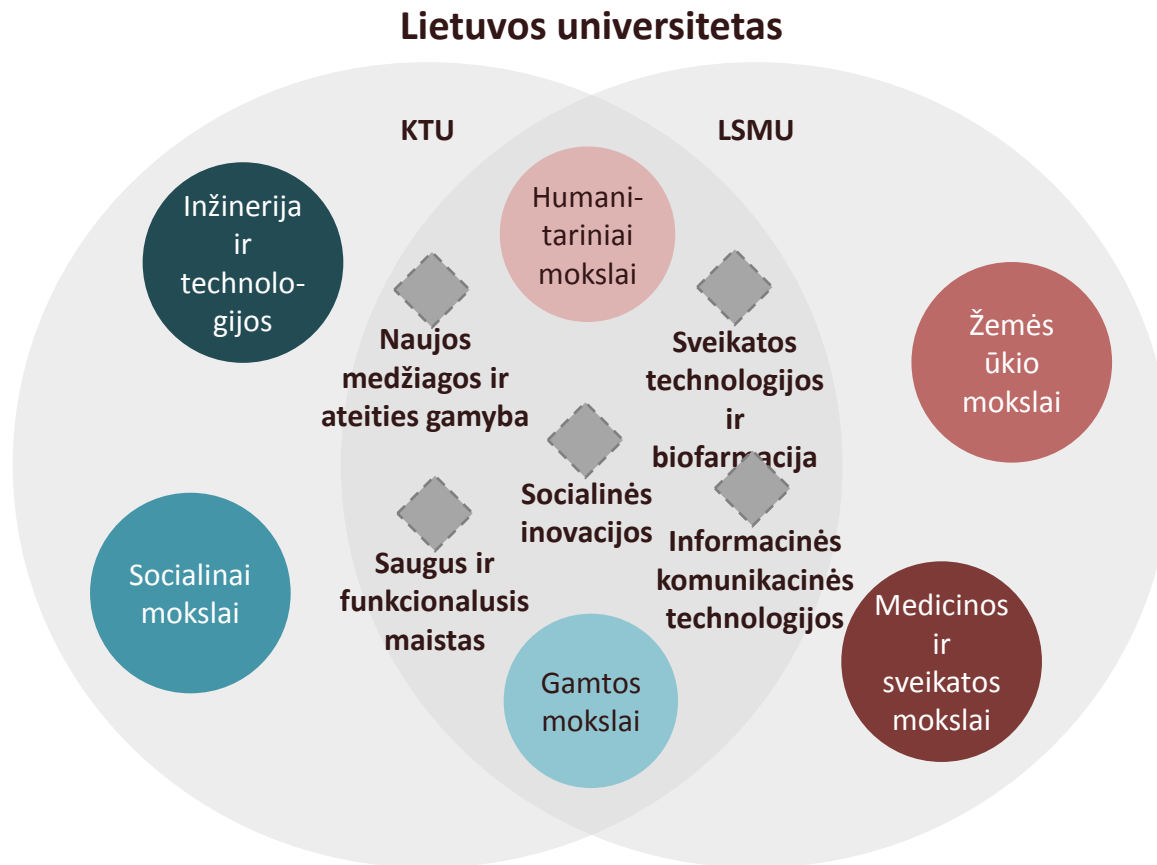 Lietuvos universitetas
KTU
LSMU
Inžinerija
ir
technolo-
gijos
Humani-
tariniai
mokslai
Naujos
medžiagos ir
ateities gamyba
Sveikatos
technologijos
ir
biofarmacija
Žemės
ūkio
mokslai
Socialinės
inovacijos
Socialinai
mokslai
Saugus ir
funkcionalusis
maistas
Informacinės
komunikacinės
technologijos
Gamtos
mokslai
Medicinos
ir
sveikatos
mokslai